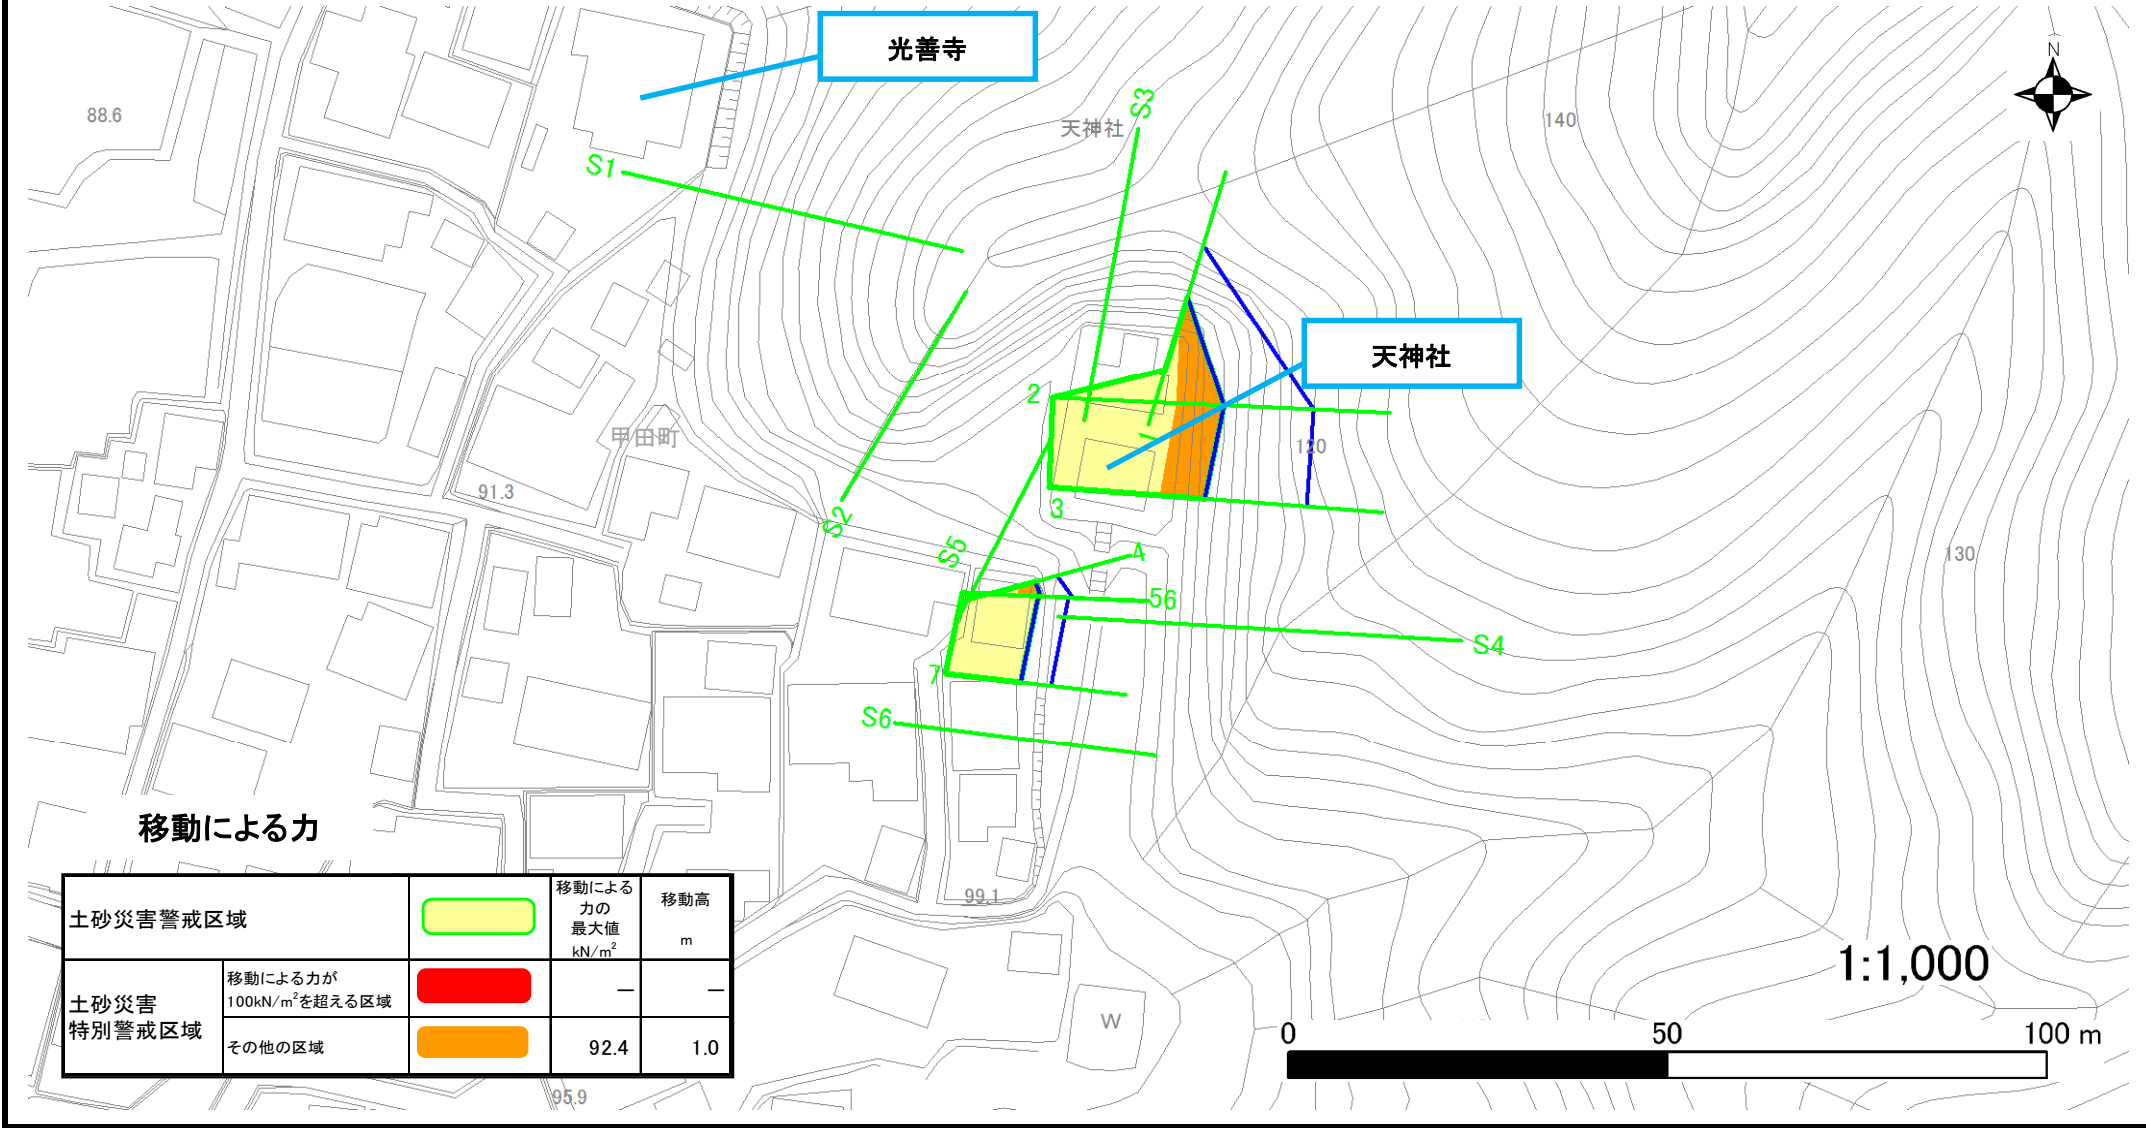 光善寺
N
88.6
天神社
S3
140
S1
天神社
2
1
120
甲田町
91.3
3
S2
S5
4
130
56
S4
7
S6
移動による力
移動による
力の
最大値
kN/m²
移動高
m
土砂災害警戒区域
土砂災害
特別警戒区域
移動による力が
100kN/m²を超える区域
―
―
その他の区域
92.4
1.0
99.1
W
95.9
1:1,000
0
50
100 m